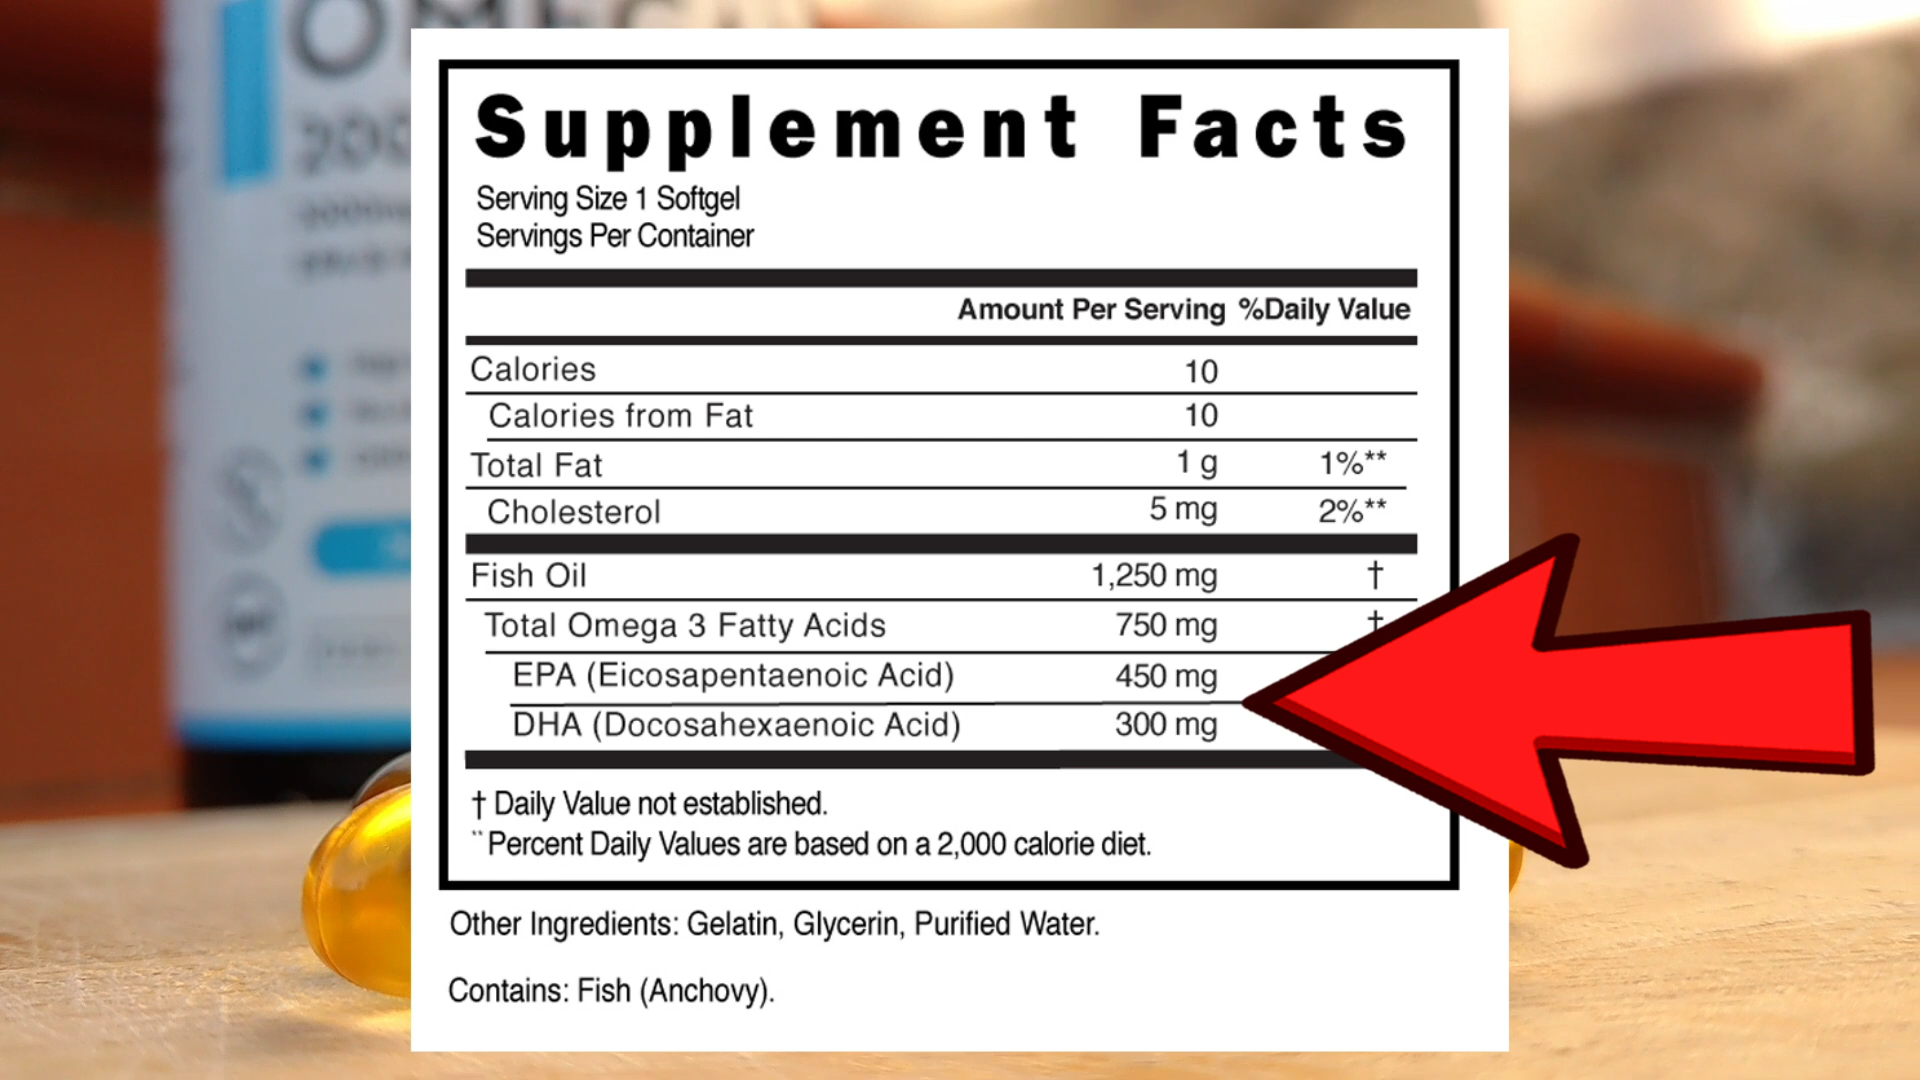 Supplement Facts
Serving Size 1 Softgel
Servings Per Container
Amount Per Serving %Daily Value
Calories 10
Calories from Fat 10
Total Fat 1 g 1%**
Cholesterol 5 mg 2%**
Fish Oil 1,250 mg †
Total Omega 3 Fatty Acids 750 mg †
EPA (Eicosapentaenoic Acid) 450 mg
DHA (Docosahexaenoic Acid) 300 mg
† Daily Value not established.
** Percent Daily Values are based on a 2,000 calorie diet.
Other Ingredients: Gelatin, Glycerin, Purified Water.
Contains: Fish (Anchovy).